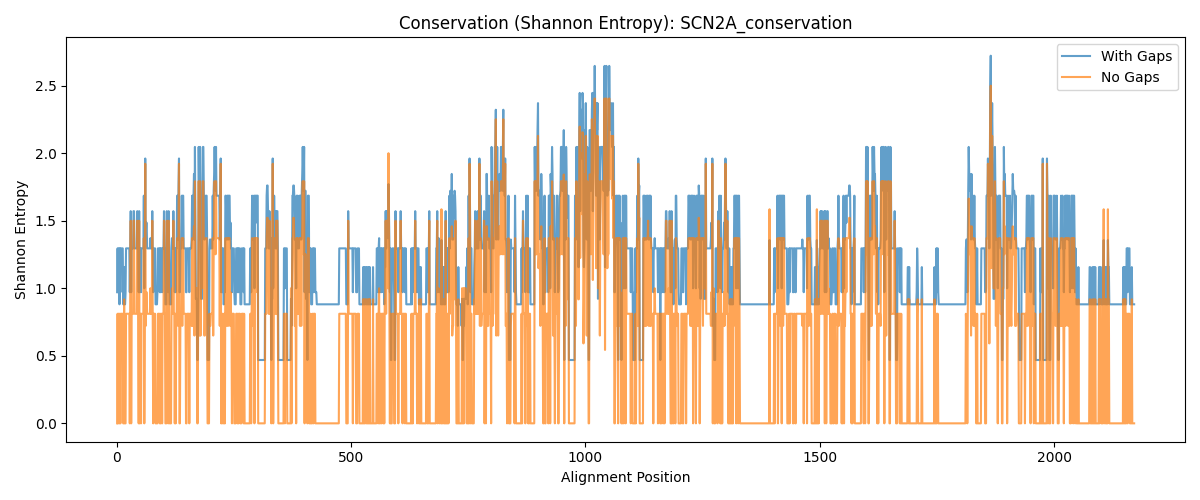 Conservation (Shannon Entropy): SCN2A_conservation
With Gaps
No Gaps
Shannon Entropy
2.5
2.0
1.5
1.0
0.5
0.0
0
500
1000
1500
2000
Alignment Position